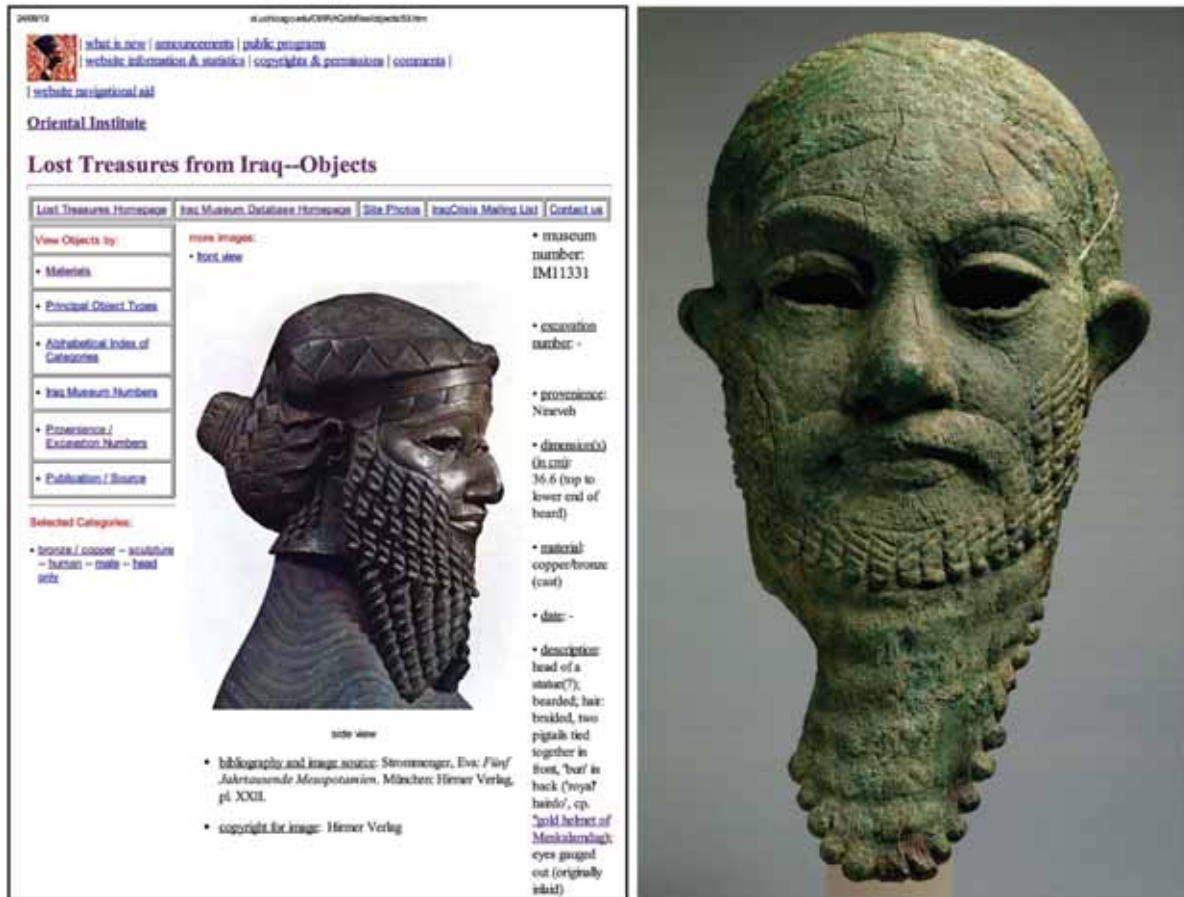 24/06/13
| what is new | announcements | public programs
| website information & statistics | copyrights & permissions | comments |
| website navigational aid
Oriental Institute
Lost Treasures from Iraq--Objects
Lost Treasures Homepage | Iraq Museum Database Homepage | Site Photos | IraqCrisis Mailing List | Contact us
View Objects by:
• Materials
• Principal Object Types
• Alphabetical Index of
Categories
• Iraq Museum Numbers
• Provenience /
Excavation Numbers
• Publication / Source
Selected Categories:
• bronze / copper – sculpture
– human – male – head
only
more images:
• front view
side view
• bibliography and image source: Strommenger, Eva: Fünf
Jahrtausende Mesopotamien. München: Hirmer Verlag,
pl. XXII.
• copyright for image: Hirmer Verlag
• museum
number:
IM11331
• excavation
number: -
• provenience:
Nineveh
• dimension(s)
(in cm):
36.6 (top to
lower end of
beard)
• material:
copper/bronze
(cast)
• date: -
• description:
head of a
statue(?);
bearded; hair:
braided, two
pigtails tied
together in
front, 'bun' in
back ('royal'
hairdo', cp.
"gold helmet of
Meskalamdug);
eyes gauged
out (originally
inlaid)